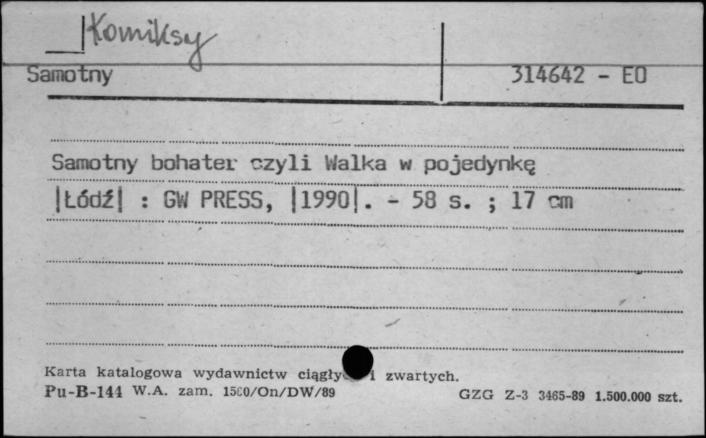 Komiksy
Samotny 314642 - EO
Samotny bohater czyli Walka w pojedynkę
|Łódź| : GW PRESS, |1990|. - 58 s. ; 17 cm
Karta katalogowa wydawnictw i zwartych.
Pu-B-144 W.A. zam. 1500/On/DW/89 GZG Z-3 3465-89 1.500.000 szt.